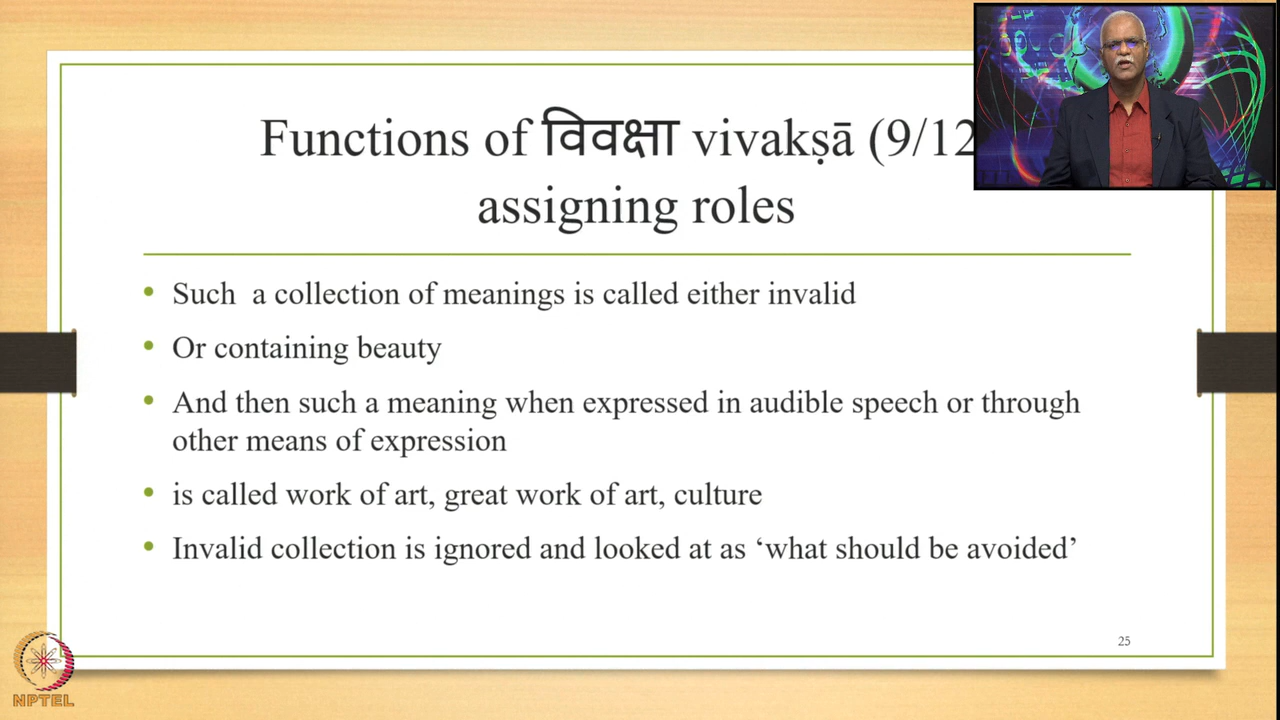 Functions of विवक्षा vivakṣā (9/12
assigning roles
Such a collection of meanings is called either invalid
Or containing beauty
And then such a meaning when expressed in audible speech or through
other means of expression
is called work of art, great work of art, culture
Invalid collection is ignored and looked at as ‘what should be avoided’
25
NPTEL